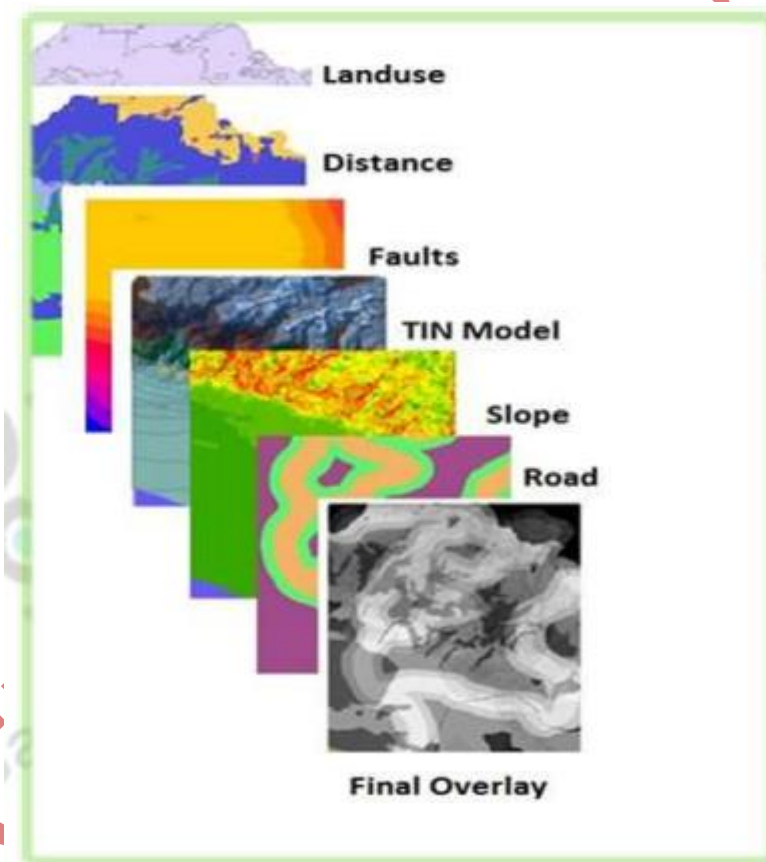 Landuse
Distance
Faults
TIN Model
Slope
Road
Final Overlay